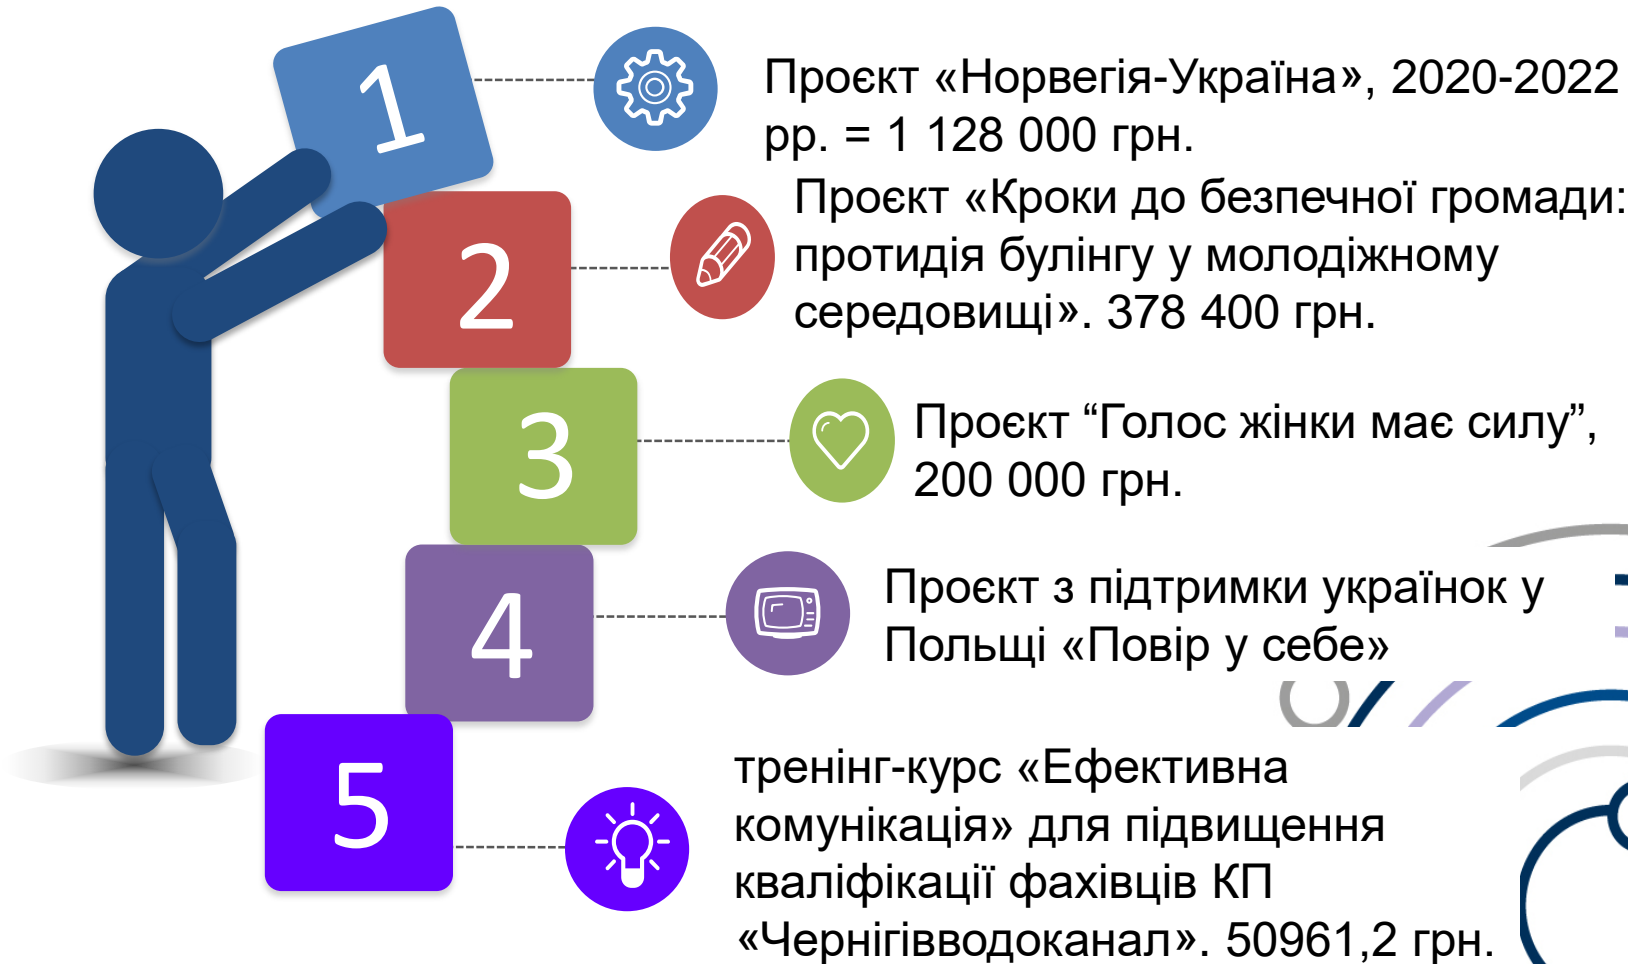 1
Проєкт «Норвегія-Україна», 2020-2022
рр. = 1 128 000 грн.
2
Проєкт «Кроки до безпечної громади:
протидія булінгу у молодіжному
середовищі». 378 400 грн.
3
Проєкт “Голос жінки має силу”,
200 000 грн.
4
Проєкт з підтримки українок у
Польщі «Повір у себе»
5
тренінг-курс «Ефективна
комунікація» для підвищення
кваліфікації фахівців КП
«Чернігівводоканал». 50961,2 грн.